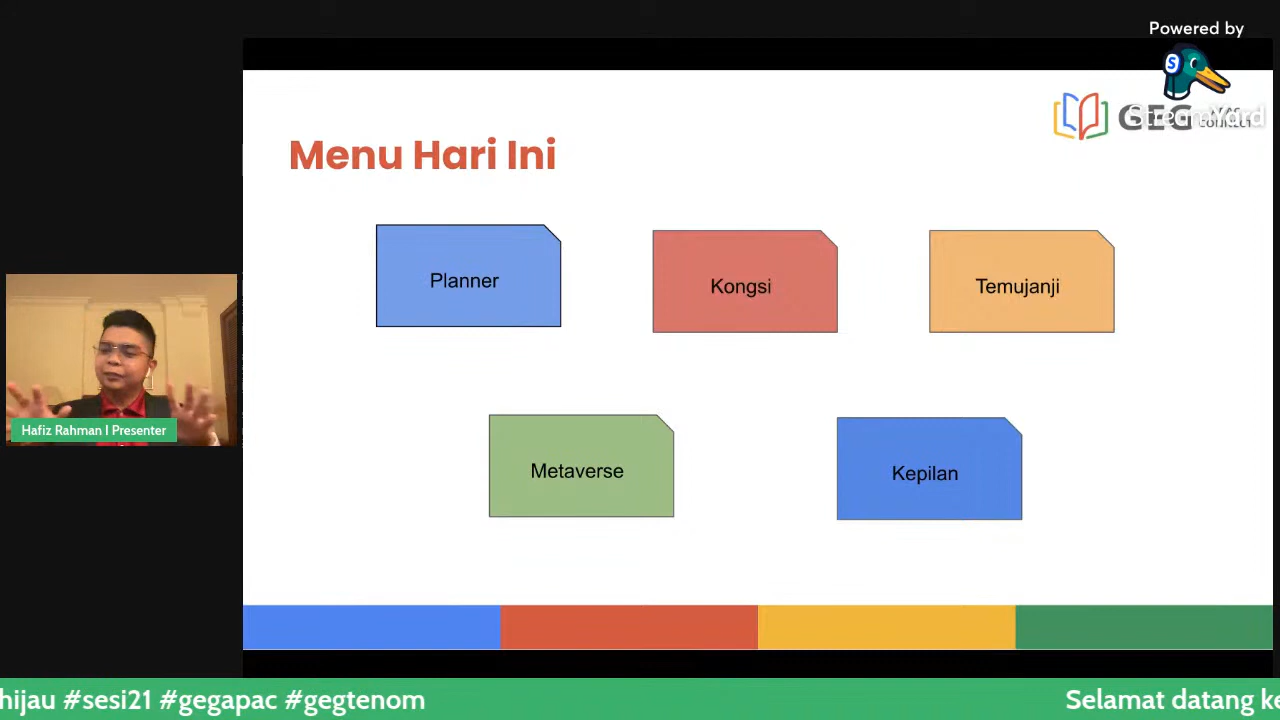 Powered by
GEG
StreamYard
Menu Hari Ini
Planner
Kongsi
Temujanji
Hafiz Rahman I Presenter
Metaverse
Kepilan
hijau #sesi21 #gegapac #gegtenom
Selamat datang ke